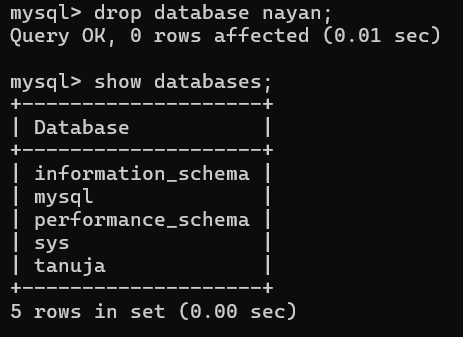 mysql> drop database nayan;
Query OK, 0 rows affected (0.01 sec)

mysql> show databases;
+--------------------+
| Database           |
+--------------------+
| information_schema |
| mysql              |
| performance_schema |
| sys                |
| tanuja             |
+--------------------+
5 rows in set (0.00 sec)